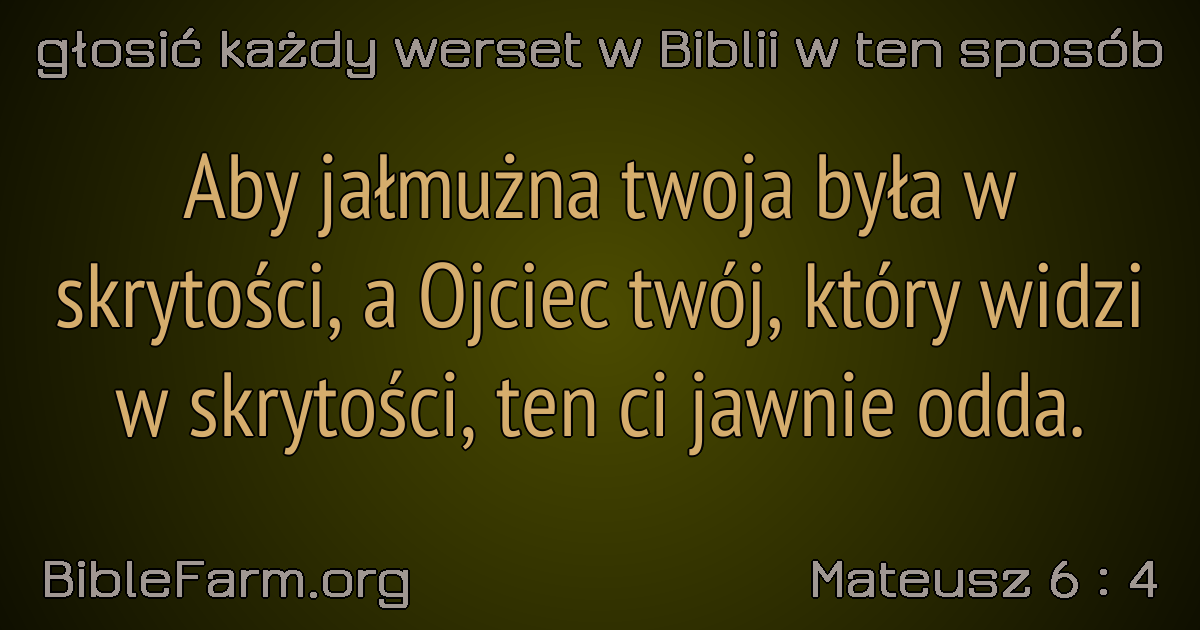 głosić każdy werset w Biblii w ten sposób
Aby jałmużna twoja była w
skrytości, a Ojciec twój, który widzi
w skrytości, ten ci jawnie odda.
BibleFarm.org
Mateusz 6 : 4